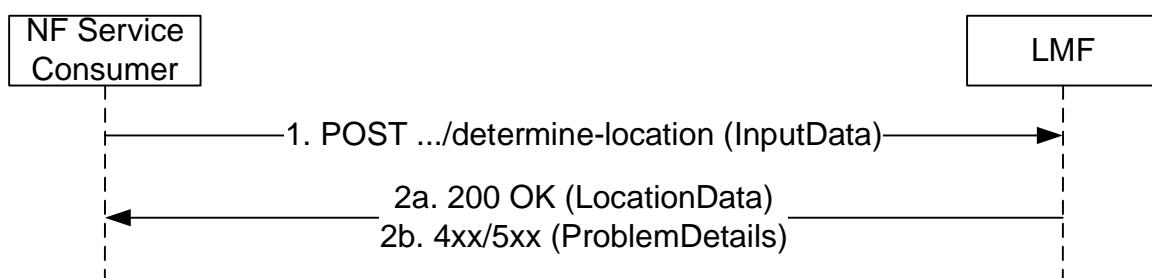 NF Service
Consumer
LMF
1. POST .../determine-location (InputData)
2a. 200 OK (LocationData)
2b. 4xx/5xx (ProblemDetails)